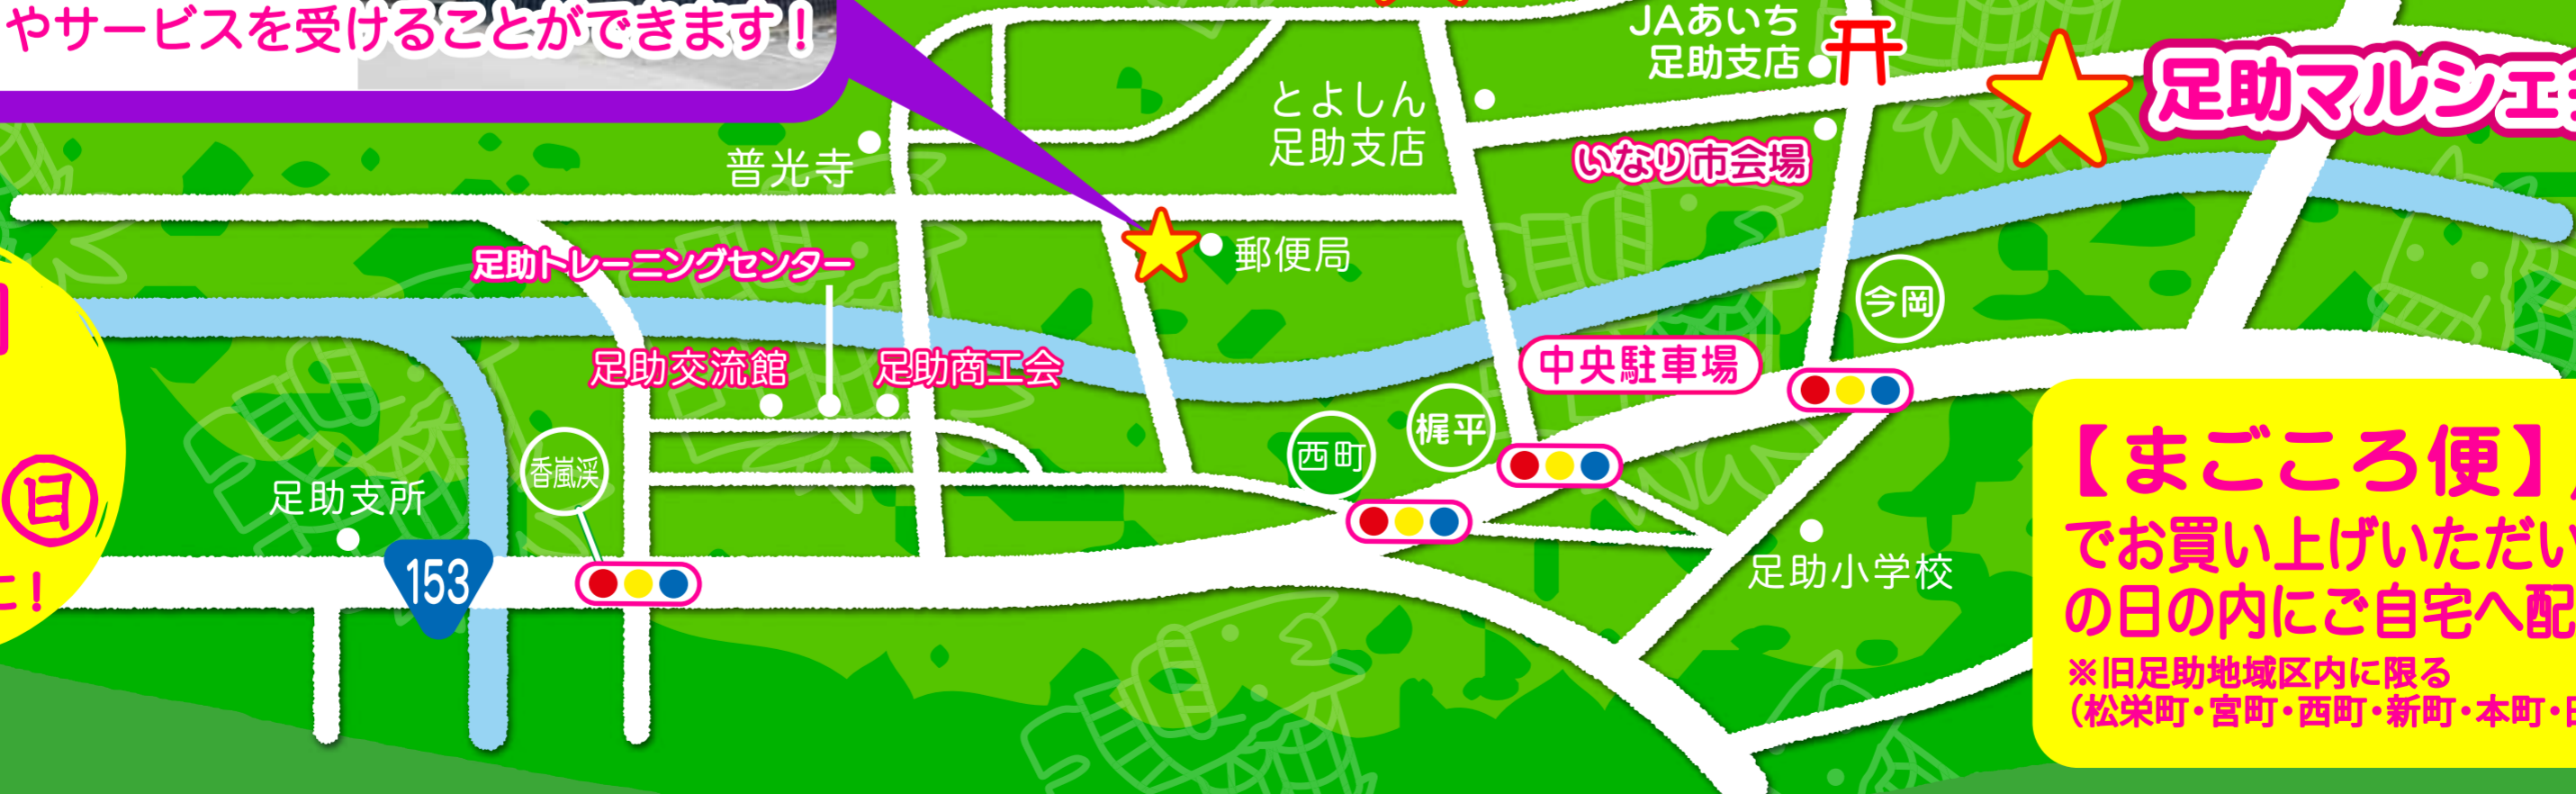 やサービスを受けることができます！
JAあいち
足助支店
足助マルシェ
とよしん
足助支店
いなり市会場
普光寺
郵便局
足助トレーニングセンター
今岡
足助交流館
足助商工会
中央駐車場
西町
梶平
香嵐渓
足助支所
日
153
足助小学校
【まごころ便】
でお買い上げいただい
の日の内にご自宅へ配
※旧足助地域区内に限る
（松栄町・宮町・西町・新町・本町・